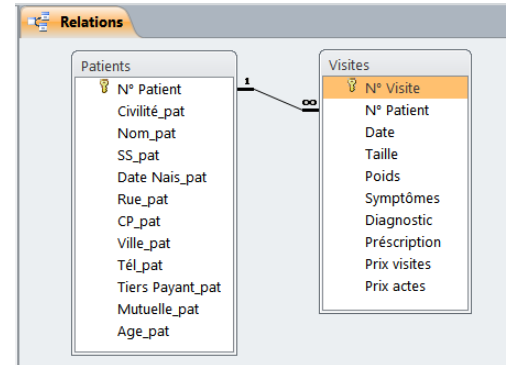 Relations
Patients
N° Patient
Civilité_pat
Nom_pat
SS_pat
Date Nais_pat
Rue_pat
CP_pat
Ville_pat
Tél_pat
Tiers Payant_pat
Mutuelle_pat
Age_pat
1
∞
Visites
N° Visite
N° Patient
Date
Taille
Poids
Symptômes
Diagnostic
Préscription
Prix visites
Prix actes